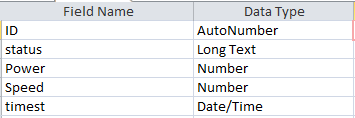 Field Name Data Type
ID AutoNumber
status Long Text
Power Number
Speed Number
timest Date/Time